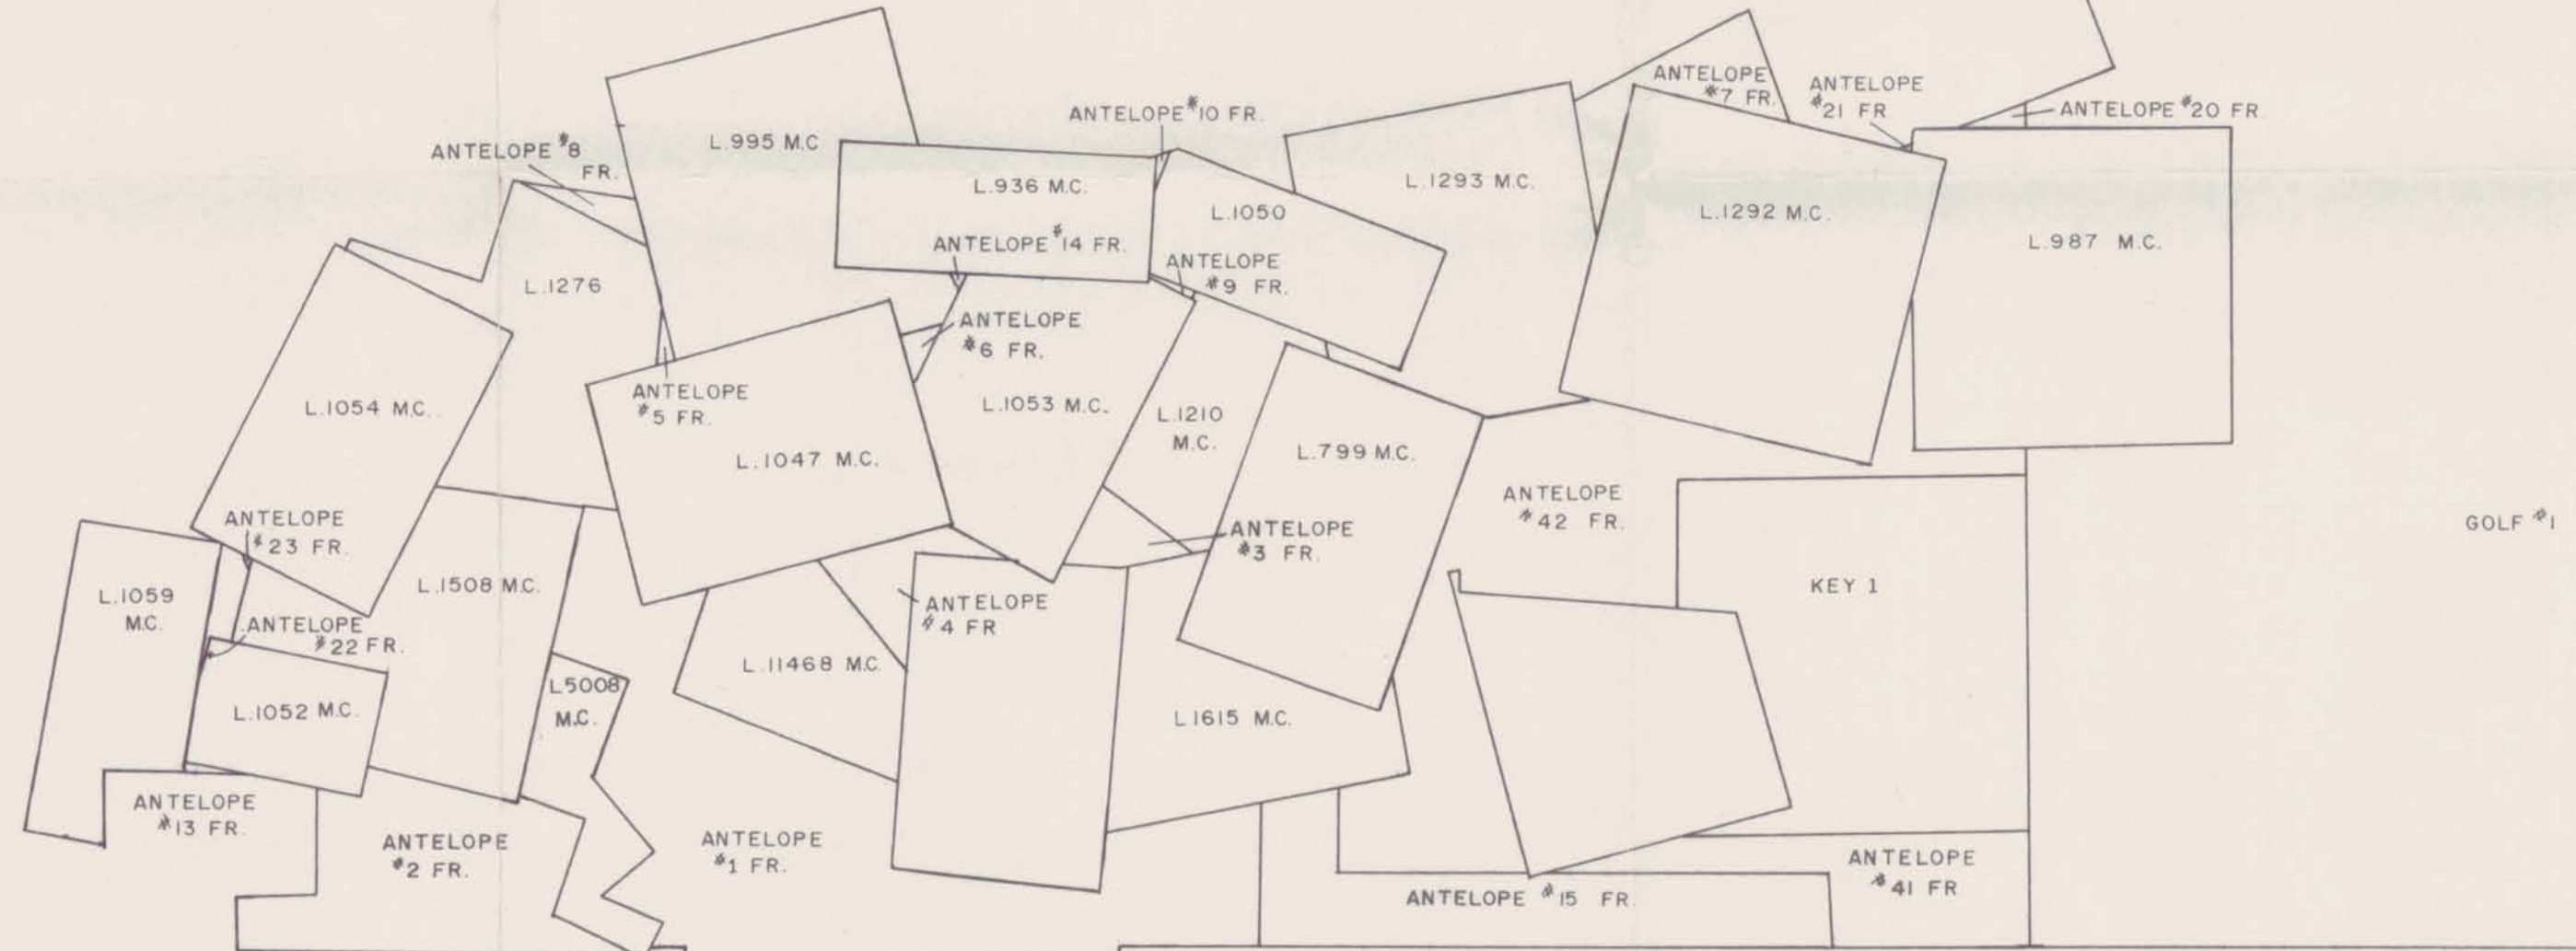 ANTELOPE
#7 FR.
ANTELOPE
#21 FR
ANTELOPE #20 FR
ANTELOPE #10 FR.
L.995 M.C
ANTELOPE #8
FR.
L.936 M.C.
L.1293 M.C.
L.1050
L.1292 M.C.
L.987 M.C.
ANTELOPE #14 FR.
ANTELOPE
#9 FR.
L.1276
ANTELOPE
#6 FR.
ANTELOPE
#5 FR.
L.1054 M.C.
L.1053 M.C.
L.1210
M.C.
L.1047 M.C.
L.799 M.C.
ANTELOPE
#42 FR.
GOLF #1
ANTELOPE
#23 FR.
ANTELOPE
#3 FR.
L.1059
M.C.
L.1508 M.C.
KEY 1
ANTELOPE
#4 FR
ANTELOPE
#22 FR.
L.11468 M.C.
L5008
M.C.
L.1052 M.C.
L.1615 M.C.
ANTELOPE
#13 FR.
ANTELOPE
#2 FR.
ANTELOPE
#1 FR.
ANTELOPE
#41 FR
ANTELOPE #15 FR.